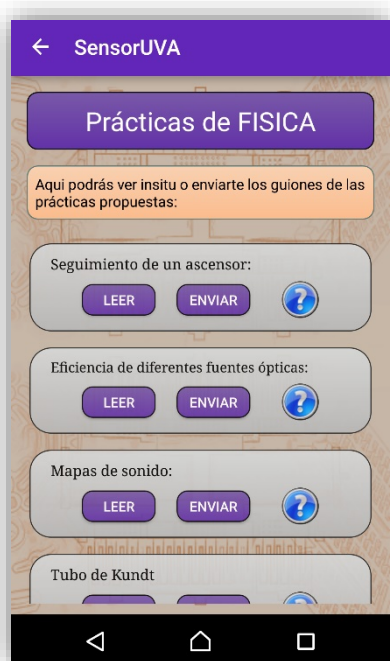 SensorUVA
Prácticas de FISICA
Aqui podrás ver insitu o enviarte los guiones de las
prácticas propuestas:
Seguimiento de un ascensor:
LEER ENVIAR ?
Eficiencia de diferentes fuentes ópticas:
LEER ENVIAR ?
Mapas de sonido:
LEER ENVIAR ?
Tubo de Kundt